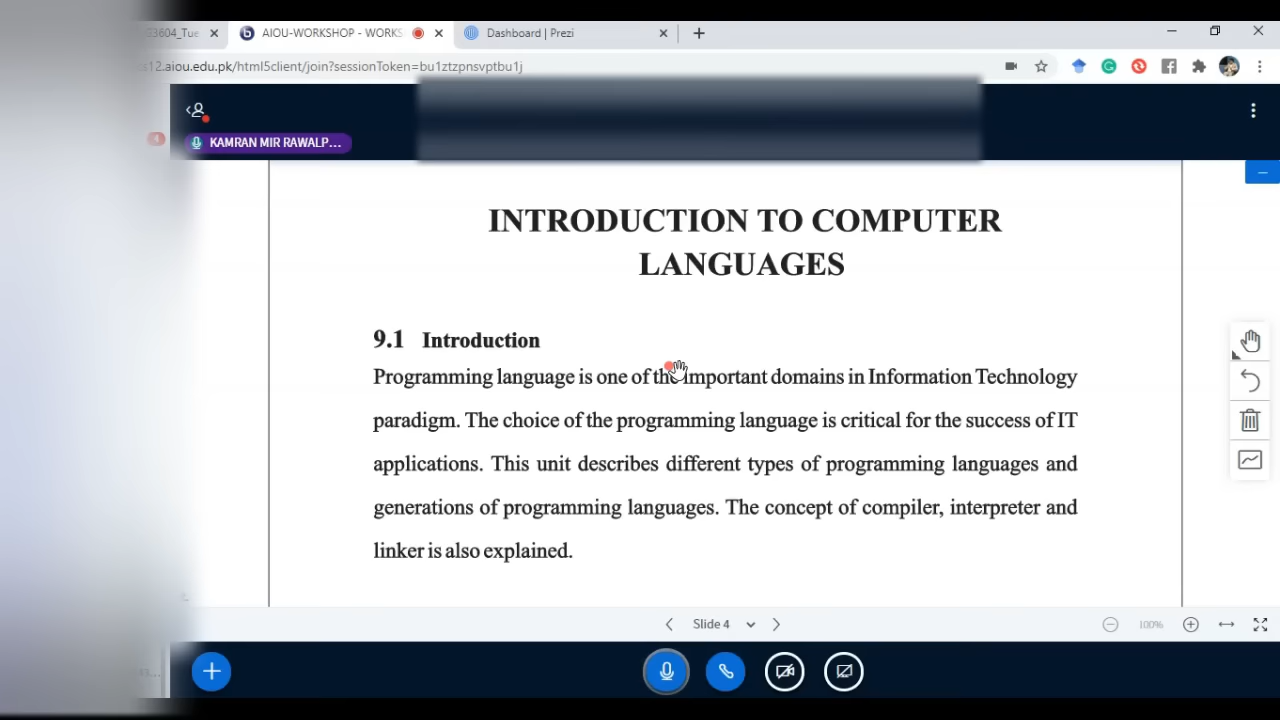 3604_Tue
AIOU-WORKSHOP - WORKS
Dashboard | Prezi
12.aiou.edu.pk/html5client/join?sessionToken=bu1ztzpnsvptbu1j
4
KAMRAN MIR RAWALP...
INTRODUCTION TO COMPUTER
LANGUAGES
9.1 Introduction
Programming language is one of the important domains in Information Technology
paradigm. The choice of the programming language is critical for the success of IT
applications. This unit describes different types of programming languages and
generations of programming languages. The concept of compiler, interpreter and
linker is also explained.
Slide 4
100%